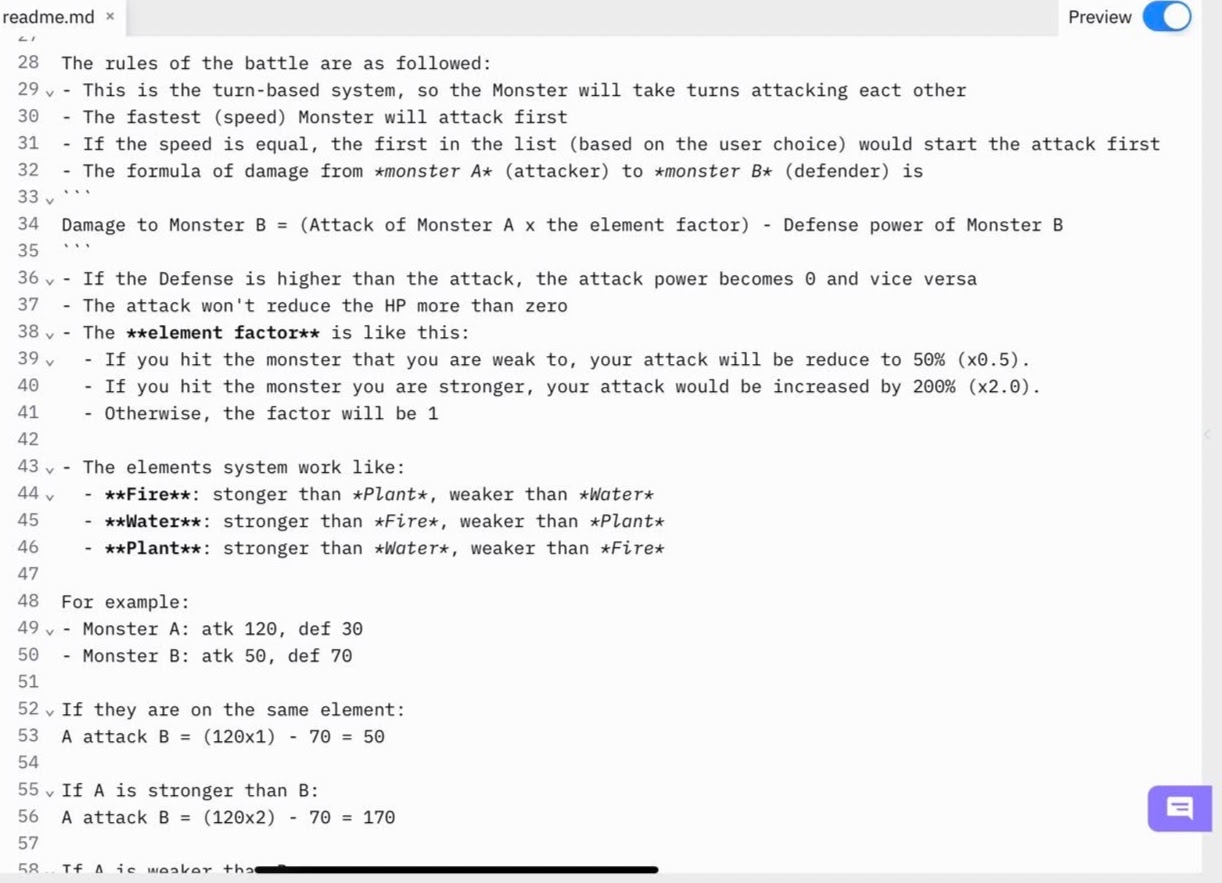 readme.md ×
Preview
27
28 The rules of the battle are as followed:
29 - This is the turn-based system, so the Monster will take turns attacking eact other
30 - The fastest (speed) Monster will attack first
31 - If the speed is equal, the first in the list (based on the user choice) would start the attack first
32 - The formula of damage from *monster A* (attacker) to *monster B* (defender) is
33 ```
34 Damage to Monster B = (Attack of Monster A x the element factor) - Defense power of Monster B
35 ```
36 - If the Defense is higher than the attack, the attack power becomes 0 and vice versa
37 - The attack won't reduce the HP more than zero
38 - The **element factor** is like this:
39   - If you hit the monster that you are weak to, your attack will be reduce to 50% (x0.5).
40   - If you hit the monster you are stronger, your attack would be increased by 200% (x2.0).
41   - Otherwise, the factor will be 1
42
43 - The elements system work like:
44   - **Fire**: stonger than *Plant*, weaker than *Water*
45   - **Water**: stronger than *Fire*, weaker than *Plant*
46   - **Plant**: stronger than *Water*, weaker than *Fire*
47
48 For example:
49 - Monster A: atk 120, def 30
50 - Monster B: atk 50, def 70
51
52 If they are on the same element:
53 A attack B = (120x1) - 70 = 50
54
55 If A is stronger than B:
56 A attack B = (120x2) - 70 = 170
57
58 If A is weaker than B